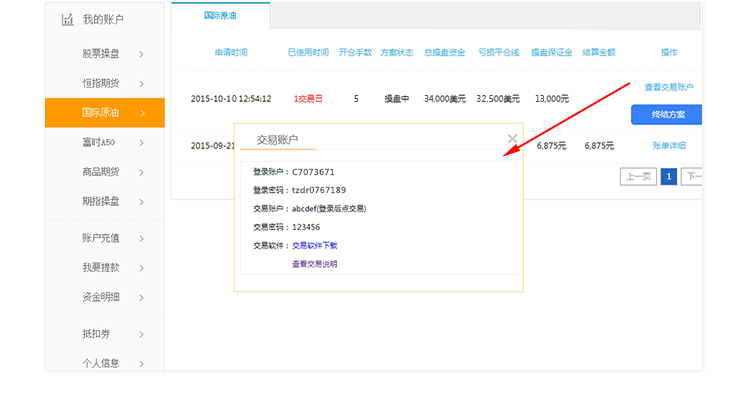 我的账户
股票操盘
恒指期货
国际原油
富时A50
商品期货
期指操盘
账户充值
我要提款
资金明细
抵扣券
个人信息
国际原油
申请时间 已使用时间 开仓手数 方案状态 总操盘资金 亏损平仓线 操盘保证金 结算金额 操作
2015-10-10 12:54:12 1交易日 5 操盘中 34,000美元 32,500美元 13,000元 查看交易账户
终结方案
2015-09-21 6,875元 6,875元 账单详细
上一页 1 下一
交易账户
登录账户：C7073671
登录密码：tzdr0767189
交易账户：abcdef(登录后点交易)
交易密码：123456
交易软件：交易软件下载
查看交易说明